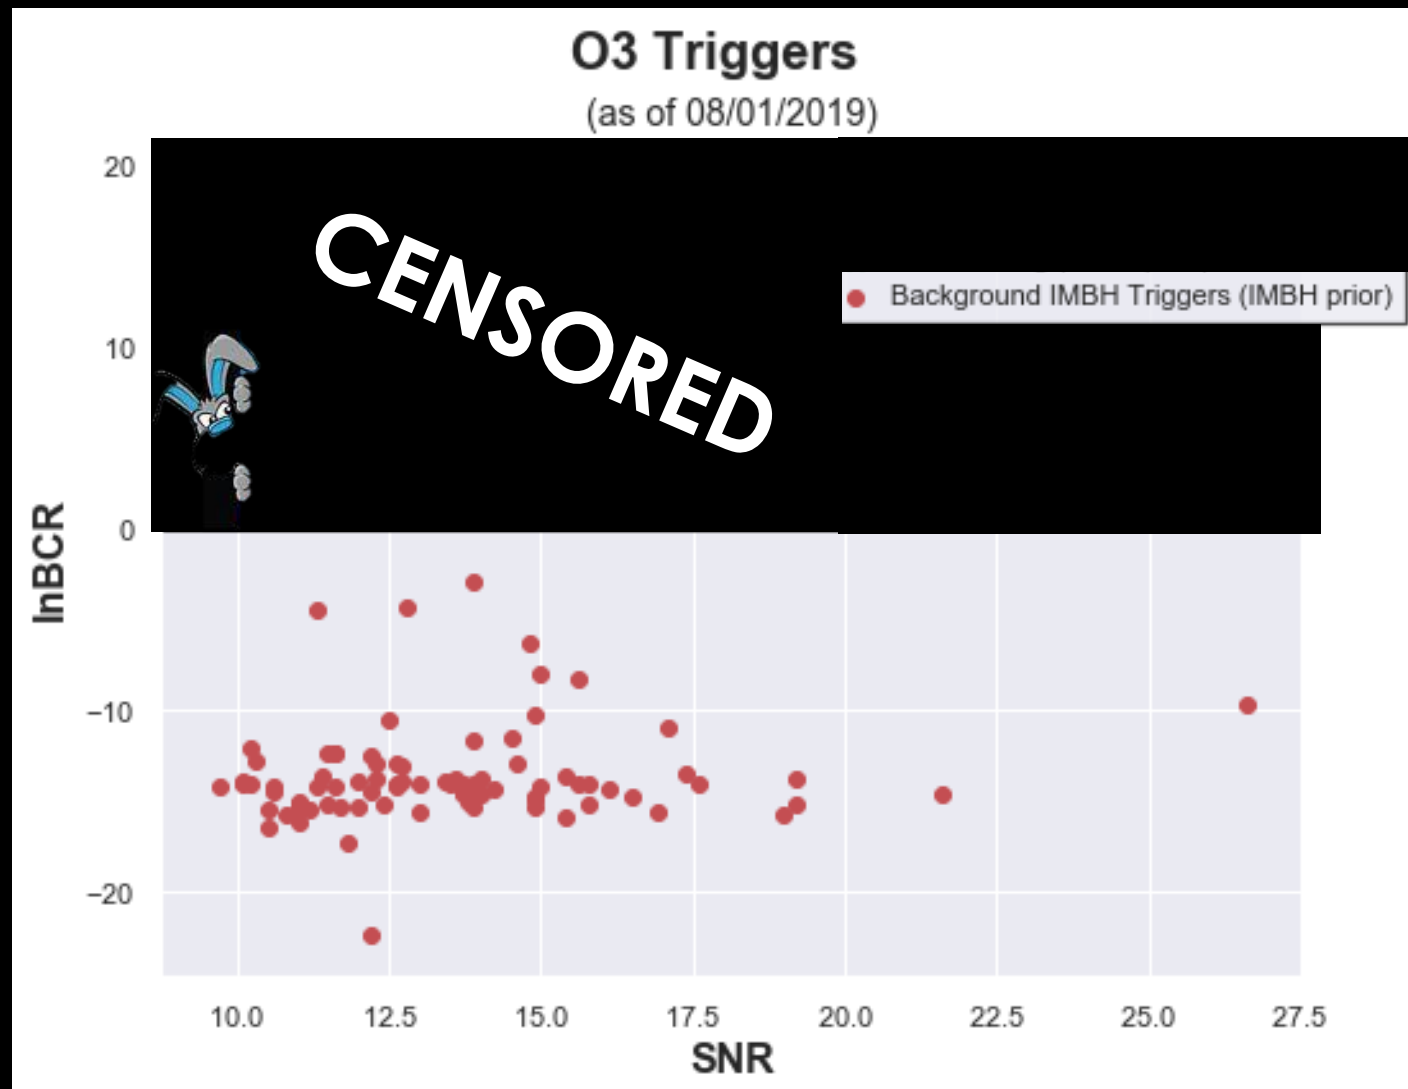 O3 Triggers
(as of 08/01/2019)
20
CENSORED
Background IMBH Triggers (IMBH prior)
10
0
lnBCR
−10
−20
10.0 12.5 15.0 17.5 20.0 22.5 25.0 27.5
SNR